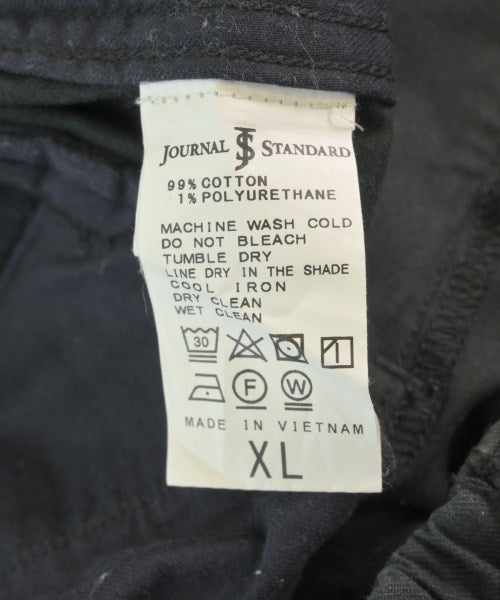 JOURNAL JS STANDARD
99% COTTON
1% POLYURETHANE
MACHINE WASH COLD
DO NOT BLEACH
TUMBLE DRY
LINE DRY IN THE SHADE
COOL IRON
DRY CLEAN
WET CLEAN
30
F W
MADE IN VIETNAM
XL